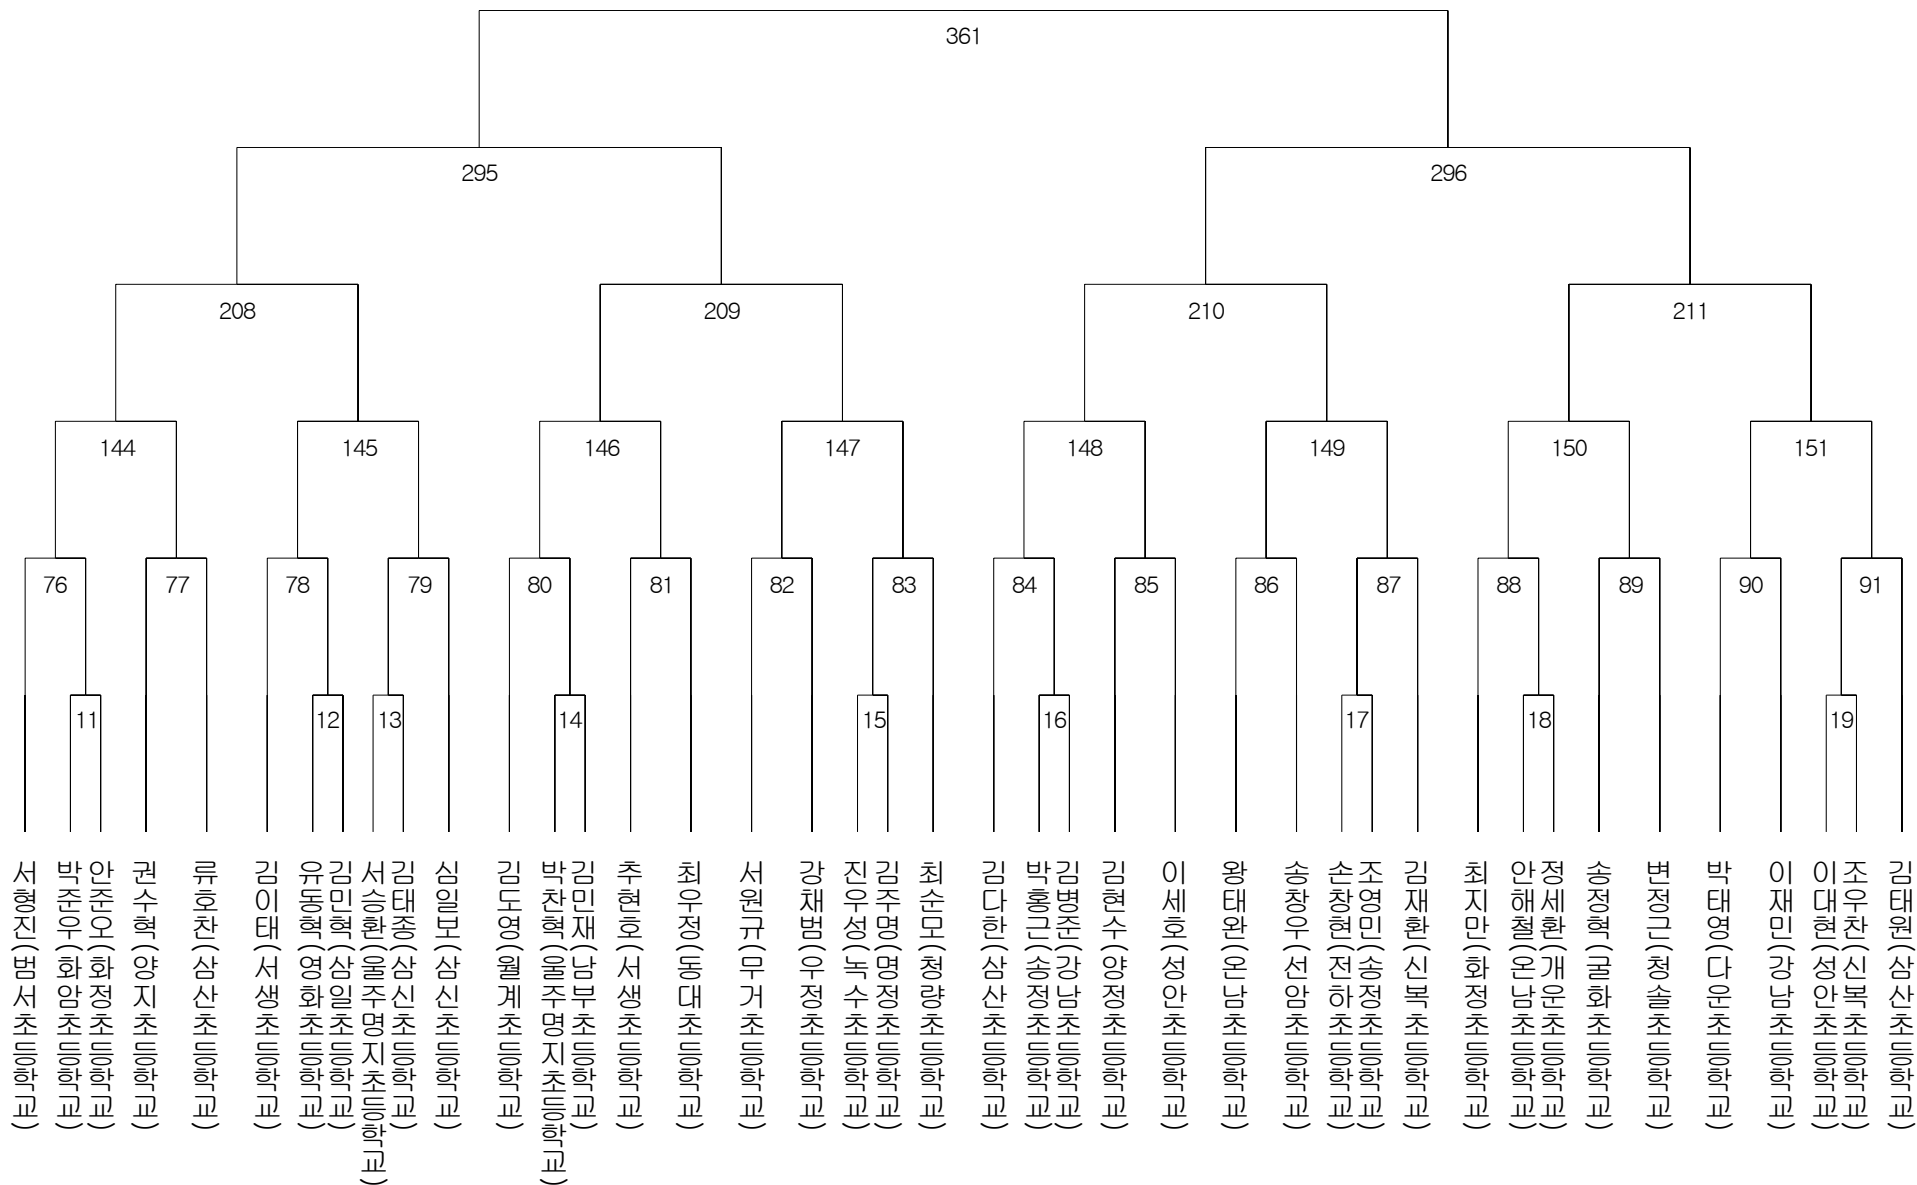 361
295 296
208 209 210 211
144 145 146 147 148 149 150 151
76 77 78 79 80 81 82 83 84 85 86 87 88 89 90 91
11 12 13 14 15 16 17 18 19
서형진(범서초등학교)
박준우(화암초등학교)
안준오(화정초등학교)
권수혁(양지초등학교)
류호찬(삼산초등학교)
김이태(서생초등학교)
유동혁(영화초등학교)
김민혁(삼일초등학교)
서승환(울주명지초등학교)
김태종(삼신초등학교)
심일보(삼신초등학교)
김도영(월계초등학교)
박찬혁(울주명지초등학교)
김민재(남부초등학교)
추현호(서생초등학교)
최우정(동대초등학교)
서원규(무거초등학교)
강채범(우정초등학교)
진우성(녹수초등학교)
김주명(명정초등학교)
최순모(청량초등학교)
김다한(삼산초등학교)
박홍근(송정초등학교)
김병준(강남초등학교)
김현수(양정초등학교)
이세호(성안초등학교)
왕태완(온남초등학교)
송창우(선암초등학교)
손창현(전하초등학교)
조영민(송정초등학교)
김재환(신복초등학교)
최지만(화정초등학교)
안해철(온남초등학교)
정세환(개운초등학교)
송정혁(굴화초등학교)
변정근(청솔초등학교)
박태영(다운초등학교)
이재민(강남초등학교)
이대현(성안초등학교)
조우찬(신복초등학교)
김태원(삼산초등학교)